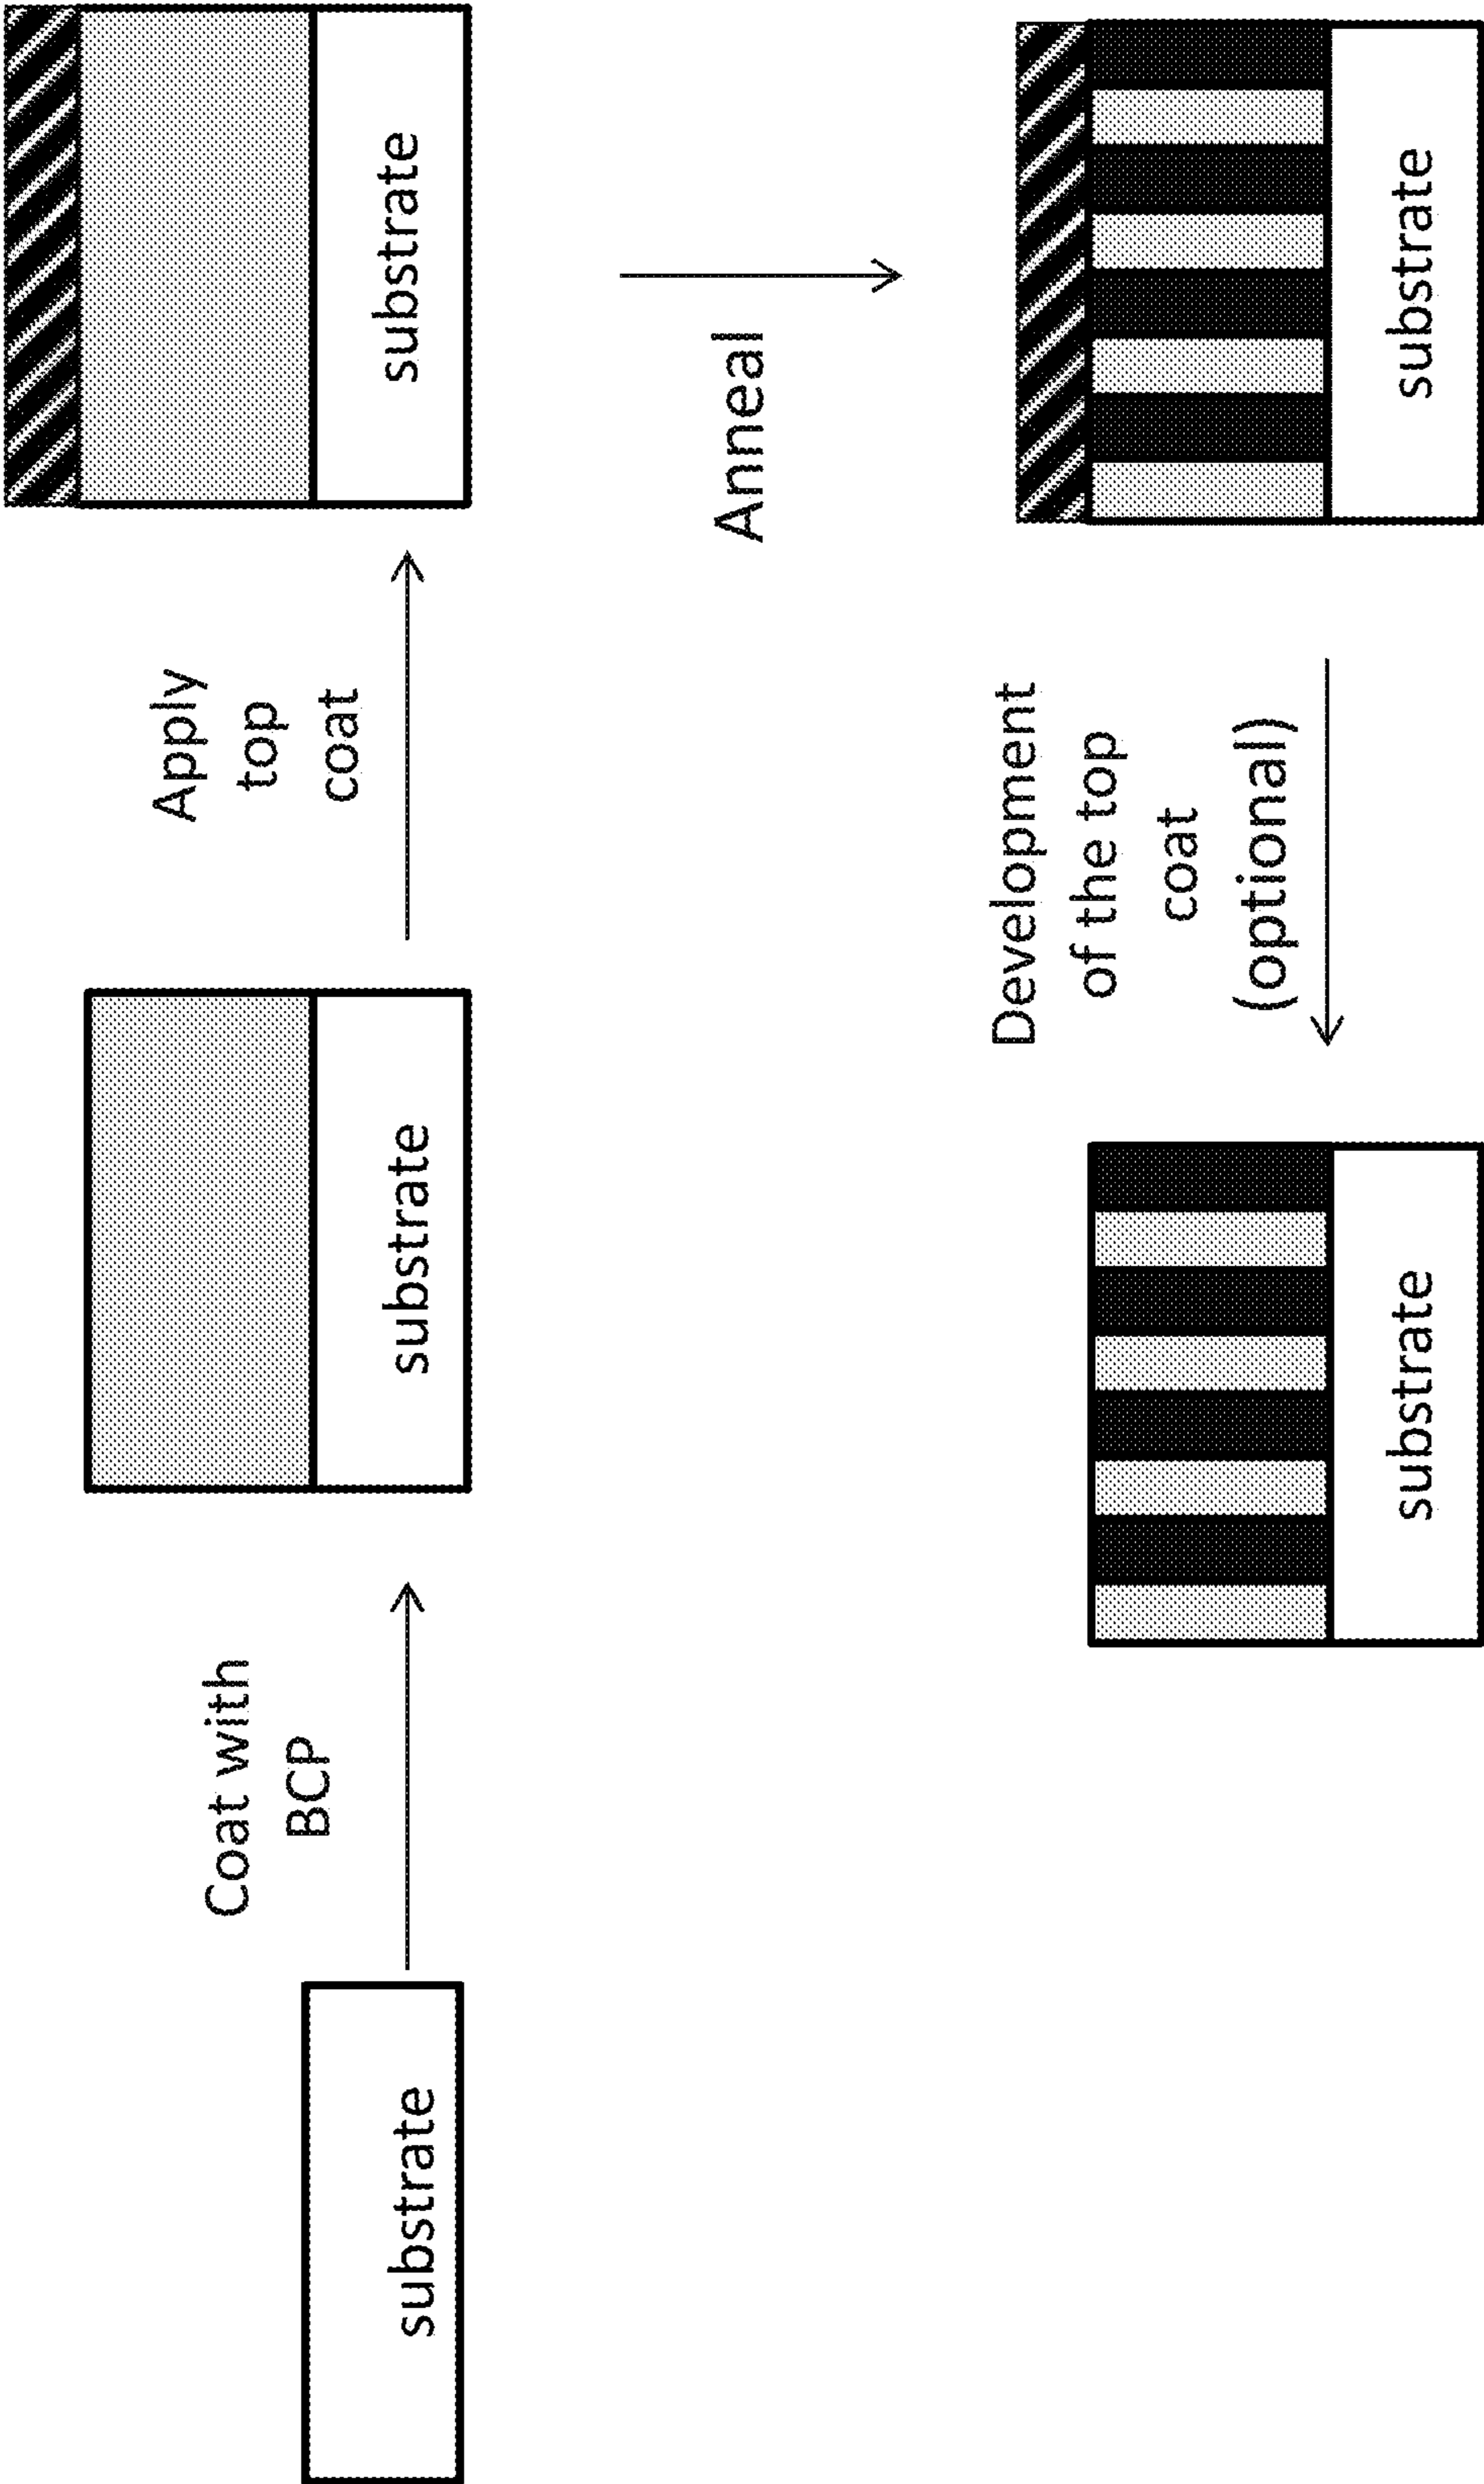 substrate
Coat with
BCP
substrate
Apply
top
coat
substrate
Anneal
substrate
Development
of the top
coat
(optional)
substrate